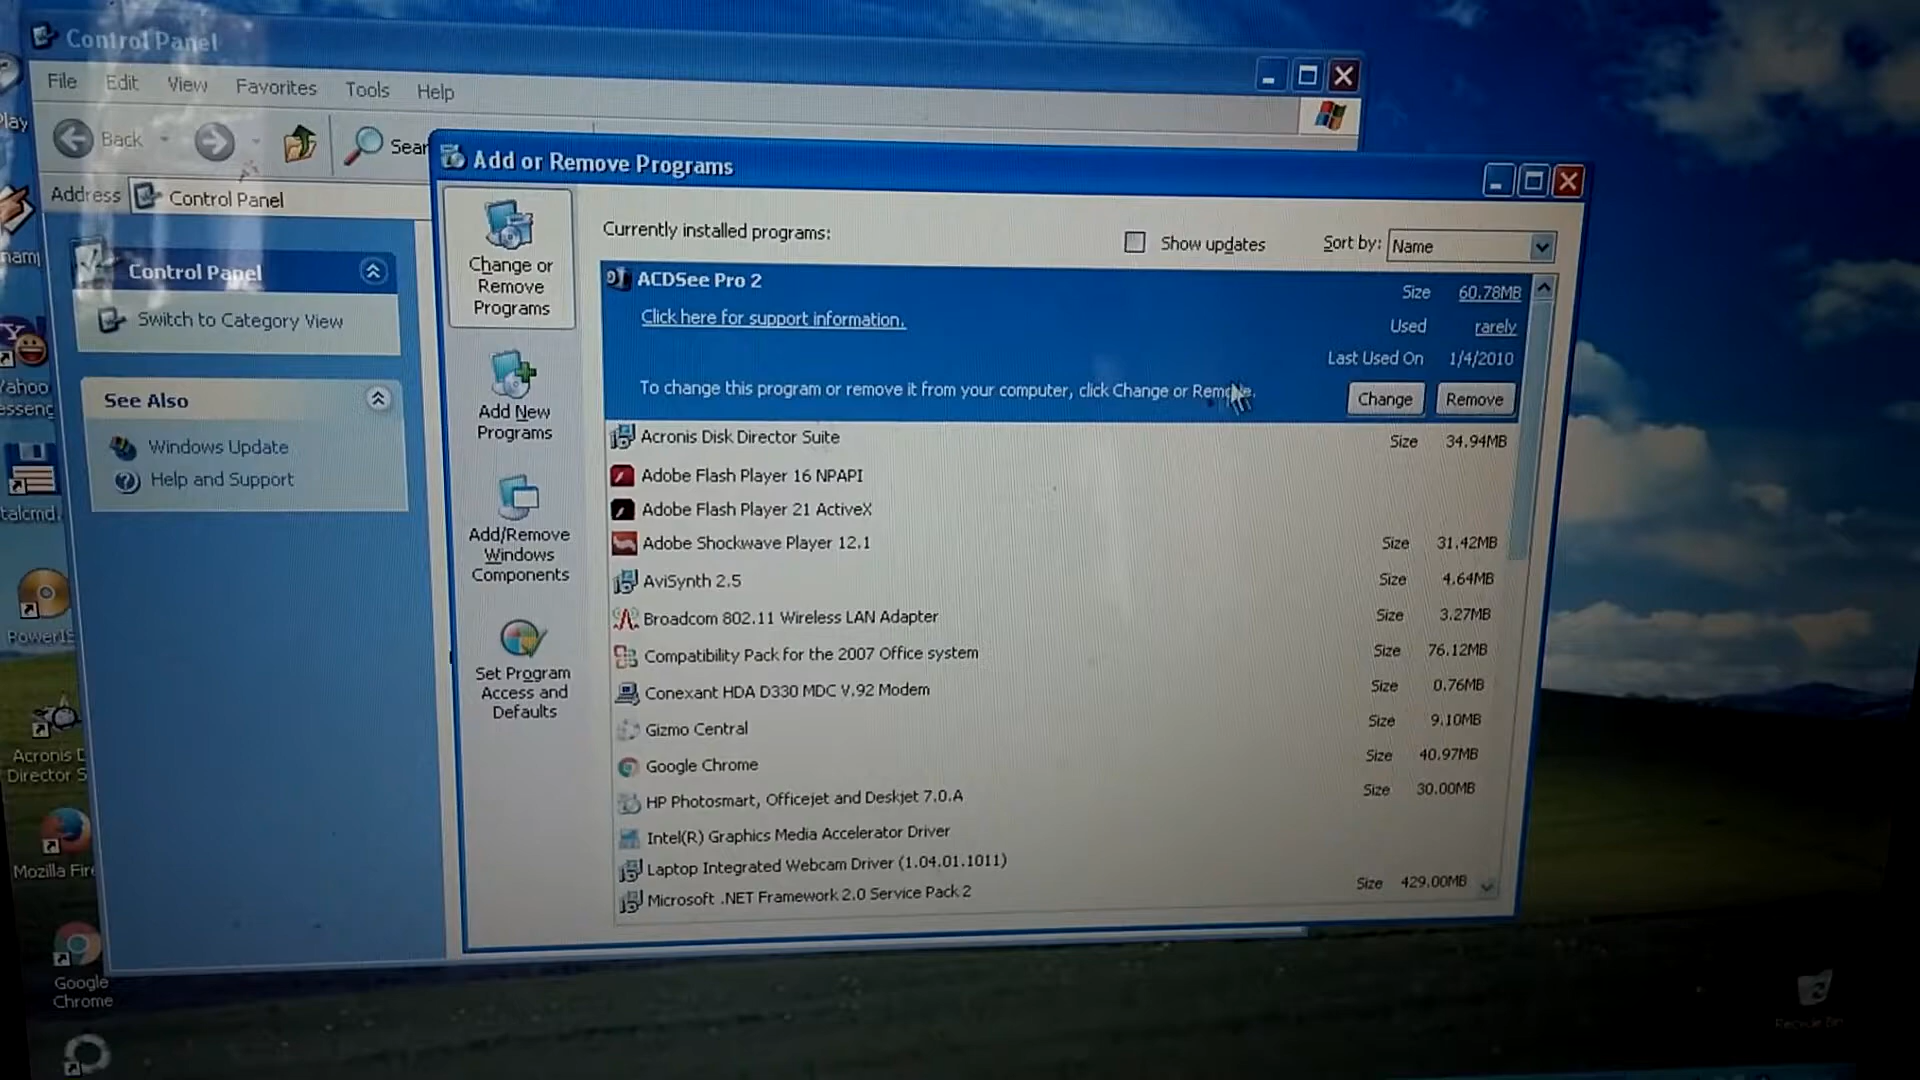 Control Panel
File Edit View Favorites Tools Help
Back
Sear
Address Control Panel
Control Panel
Switch to Category View
See Also
Windows Update
Help and Support
Add or Remove Programs
Change or
Remove
Programs
Add New
Programs
Add/Remove
Windows
Components
Set Program
Access and
Defaults
Currently installed programs:
Show updates
Sort by: Name
ACDSee Pro 2
Size 60.78MB
Click here for support information.
Used rarely
Last Used On 1/4/2010
To change this program or remove it from your computer, click Change or Remove.
Change Remove
Acronis Disk Director Suite Size 34.94MB
Adobe Flash Player 16 NPAPI
Adobe Flash Player 21 ActiveX
Adobe Shockwave Player 12.1 Size 31.42MB
AviSynth 2.5 Size 4.64MB
Broadcom 802.11 Wireless LAN Adapter Size 3.27MB
Compatibility Pack for the 2007 Office system Size 76.12MB
Conexant HDA D330 MDC V.92 Modem Size 0.76MB
Gizmo Central Size 9.10MB
Google Chrome Size 40.97MB
HP Photosmart, Officejet and Deskjet 7.0.A Size 30.00MB
Intel(R) Graphics Media Accelerator Driver
Laptop Integrated Webcam Driver (1.04.01.1011)
Microsoft .NET Framework 2.0 Service Pack 2 Size 429.00MB
Play
nam
Yahoo
essenc
talcmd.
PowerIS
Acronis D
Director S
Mozilla Fire
Google
Chrome
Recycle Bin